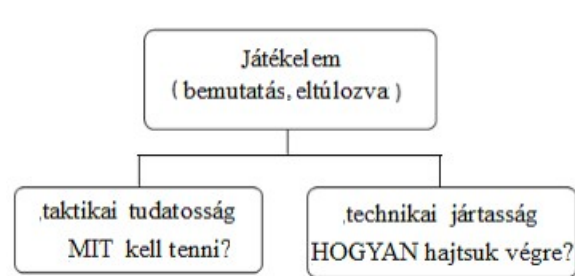 Játékelem
(bemutatás, eltúlozva)
,taktikai tudatosság
MIT kell tenni?
,technikai jártasság
HOGYAN hajtsuk végre?